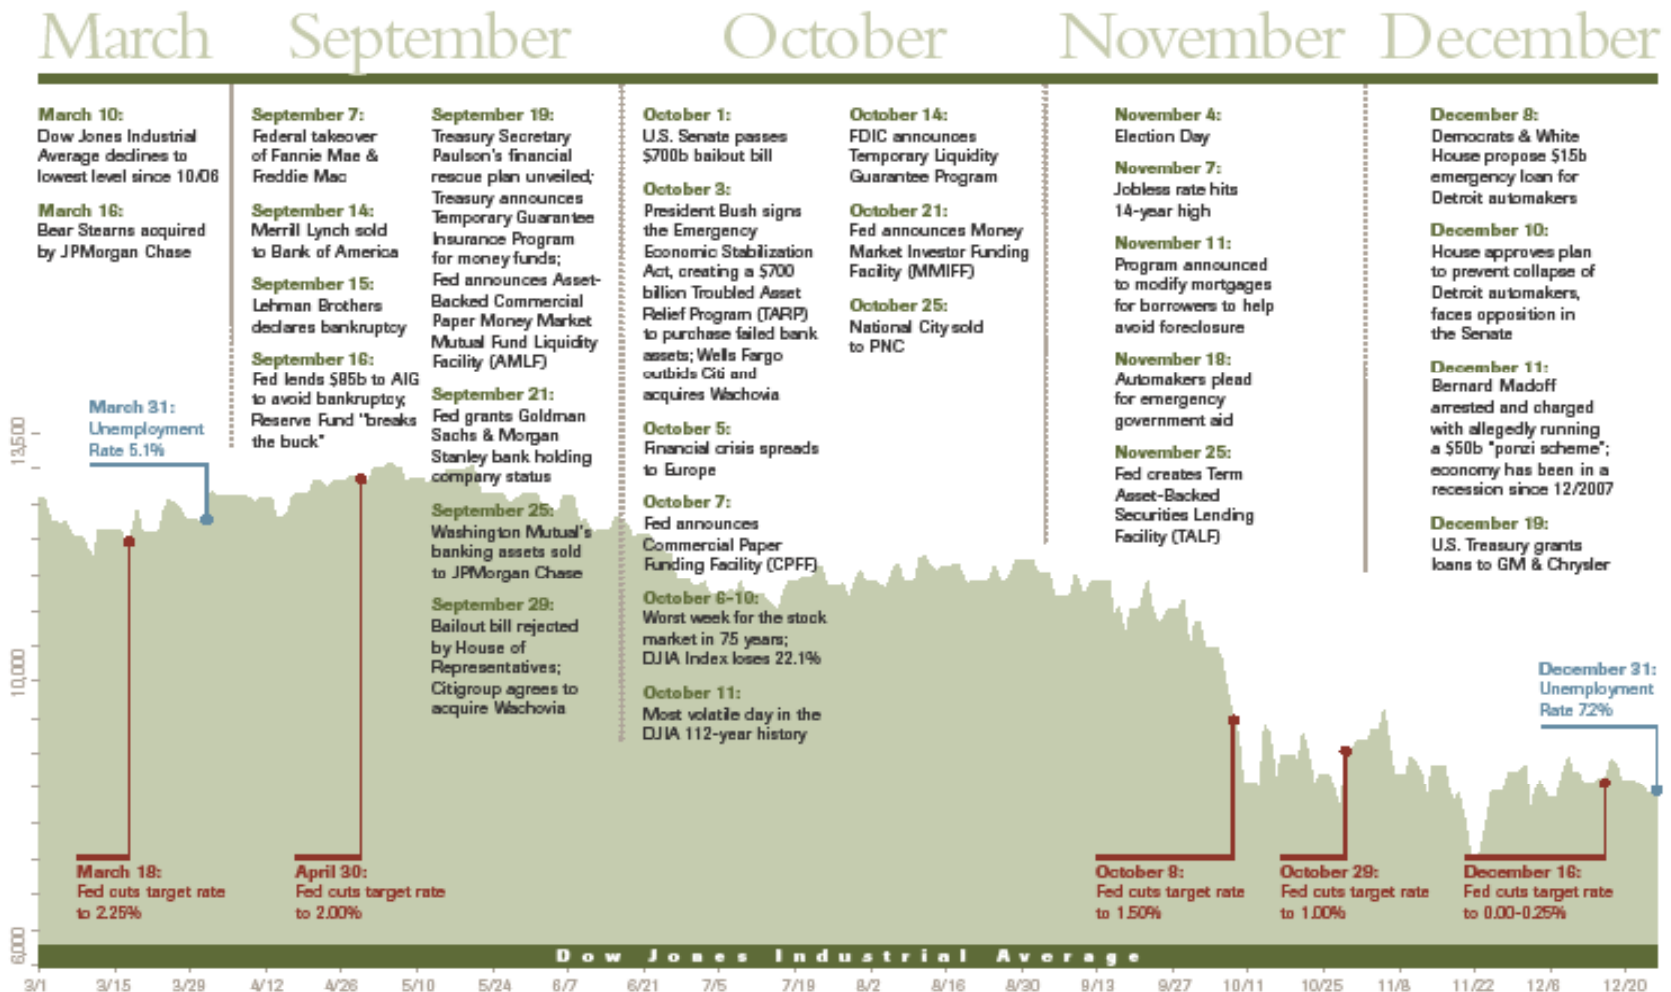 March
September
October
November
December
March 10:
Dow Jones Industrial
Average declines to
lowest level since 10/06
March 16:
Bear Stearns acquired
by JPMorgan Chase
March 31:
Unemployment
Rate 5.1%
September 7:
Federal takeover
of Fannie Mae &
Freddie Mac
September 14:
Merrill Lynch sold
to Bank of America
September 15:
Lehman Brothers
declares bankruptcy
September 16:
Fed lends $85b to AIG
to avoid bankruptcy;
Reserve Fund "breaks
the buck"
September 19:
Treasury Secretary
Paulson's financial
rescue plan unveiled;
Treasury announces
Temporary Guarantee
Insurance Program
for money funds;
Fed announces Asset-
Backed Commercial
Paper Money Market
Mutual Fund Liquidity
Facility (AMLF)
September 21:
Fed grants Goldman
Sachs & Morgan
Stanley bank holding
company status
September 25:
Washington Mutual's
banking assets sold
to JPMorgan Chase
September 29:
Bailout bill rejected
by House of
Representatives;
Citigroup agrees to
acquire Wachovia
October 1:
U.S. Senate passes
$700b bailout bill
October 3:
President Bush signs
the Emergency
Economic Stabilization
Act, creating a $700
billion Troubled Asset
Relief Program (TARP)
to purchase failed bank
assets; Wells Fargo
outbids Citi and
acquires Wachovia
October 5:
Financial crisis spreads
to Europe
October 7:
Fed announces
Commercial Paper
Funding Facility (CPFF)
October 6-10:
Worst week for the stock
market in 75 years;
DJIA Index loses 22.1%
October 11:
Most volatile day in the
DJIA 112-year history
October 14:
FDIC announces
Temporary Liquidity
Guarantee Program
October 21:
Fed announces Money
Market Investor Funding
Facility (MMIFF)
October 25:
National City sold
to PNC
November 4:
Election Day
November 7:
Jobless rate hits
14-year high
November 11:
Program announced
to modify mortgages
for borrowers to help
avoid foreclosure
November 18:
Automakers plead
for emergency
government aid
November 25:
Fed creates Term
Asset-Backed
Securities Lending
Facility (TALF)
December 8:
Democrats & White
House propose $15b
emergency loan for
Detroit automakers
December 10:
House approves plan
to prevent collapse of
Detroit automakers,
faces opposition in
the Senate
December 11:
Bernard Madoff
arrested and charged
with allegedly running
a $50b "ponzi scheme";
economy has been in a
recession since 12/2007
December 19:
U.S. Treasury grants
loans to GM & Chrysler
December 31:
Unemployment
Rate 7.2%
13,500
10,000
6,000
March 18:
Fed cuts target rate
to 2.25%
April 30:
Fed cuts target rate
to 2.00%
October 8:
Fed cuts target rate
to 1.50%
October 29:
Fed cuts target rate
to 1.00%
December 16:
Fed cuts target rate
to 0.00-0.25%
Dow Jones Industrial Average
3/1 3/15 3/29 4/12 4/26 5/10 5/24 6/7 6/21 7/5 7/19 8/2 8/16 8/30 9/13 9/27 10/11 10/25 11/8 11/22 12/6 12/20